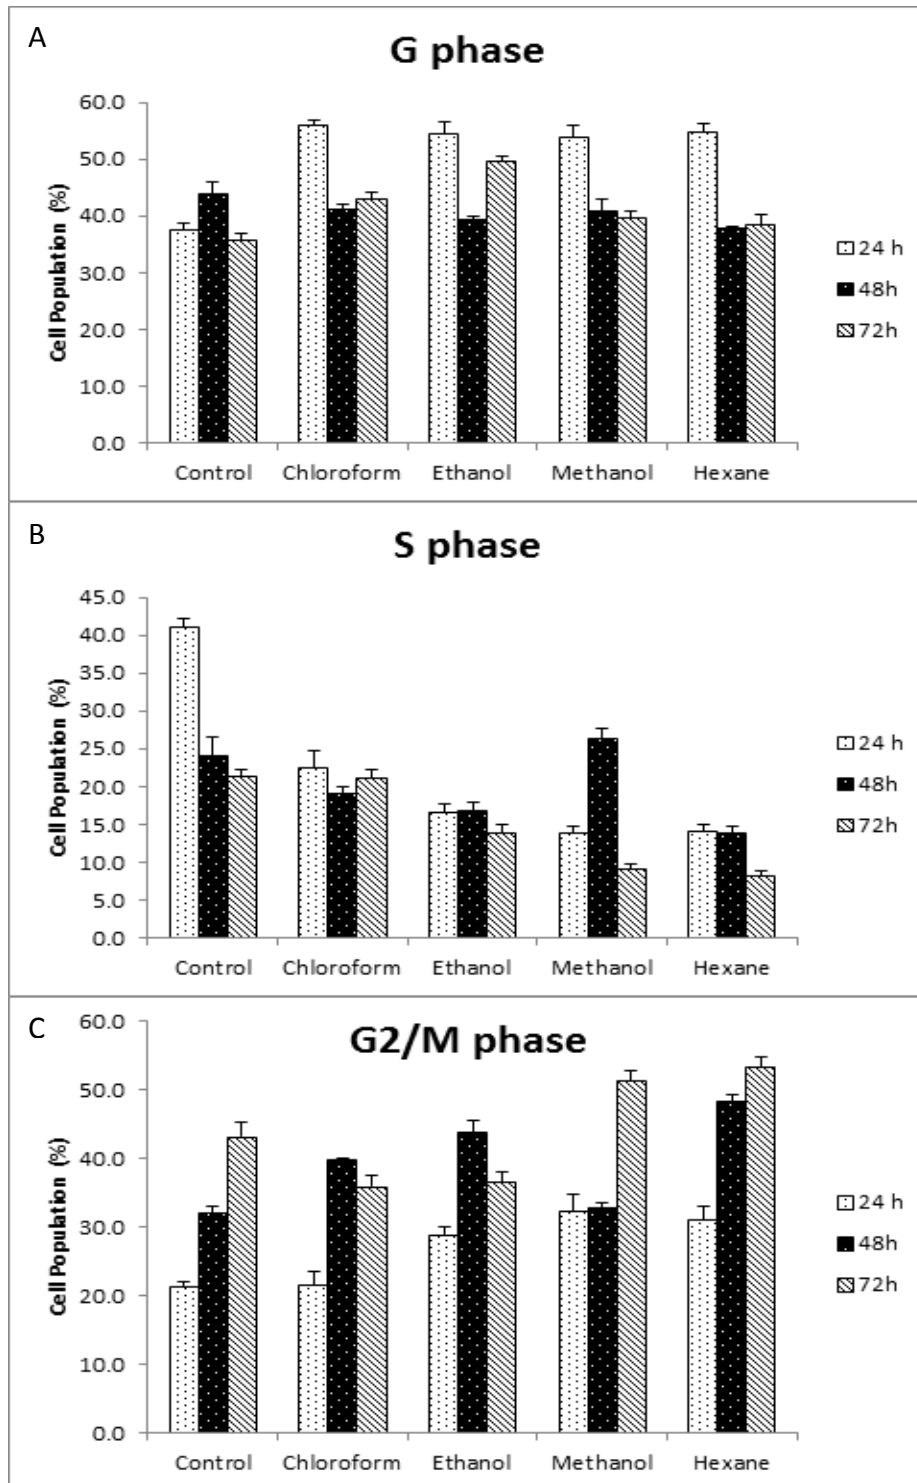 A
G phase
60.0
50.0
40.0
30.0
20.0
10.0
0.0
Cell Population (%)
Control Chloroform Ethanol Methanol Hexane
24 h
48h
72h
B
S phase
45.0
40.0
35.0
30.0
25.0
20.0
15.0
10.0
5.0
0.0
Cell Population (%)
Control Chloroform Ethanol Methanol Hexane
24 h
48h
72h
C
G2/M phase
60.0
50.0
40.0
30.0
20.0
10.0
0.0
Cell Population (%)
Control Chloroform Ethanol Methanol Hexane
24 h
48h
72h